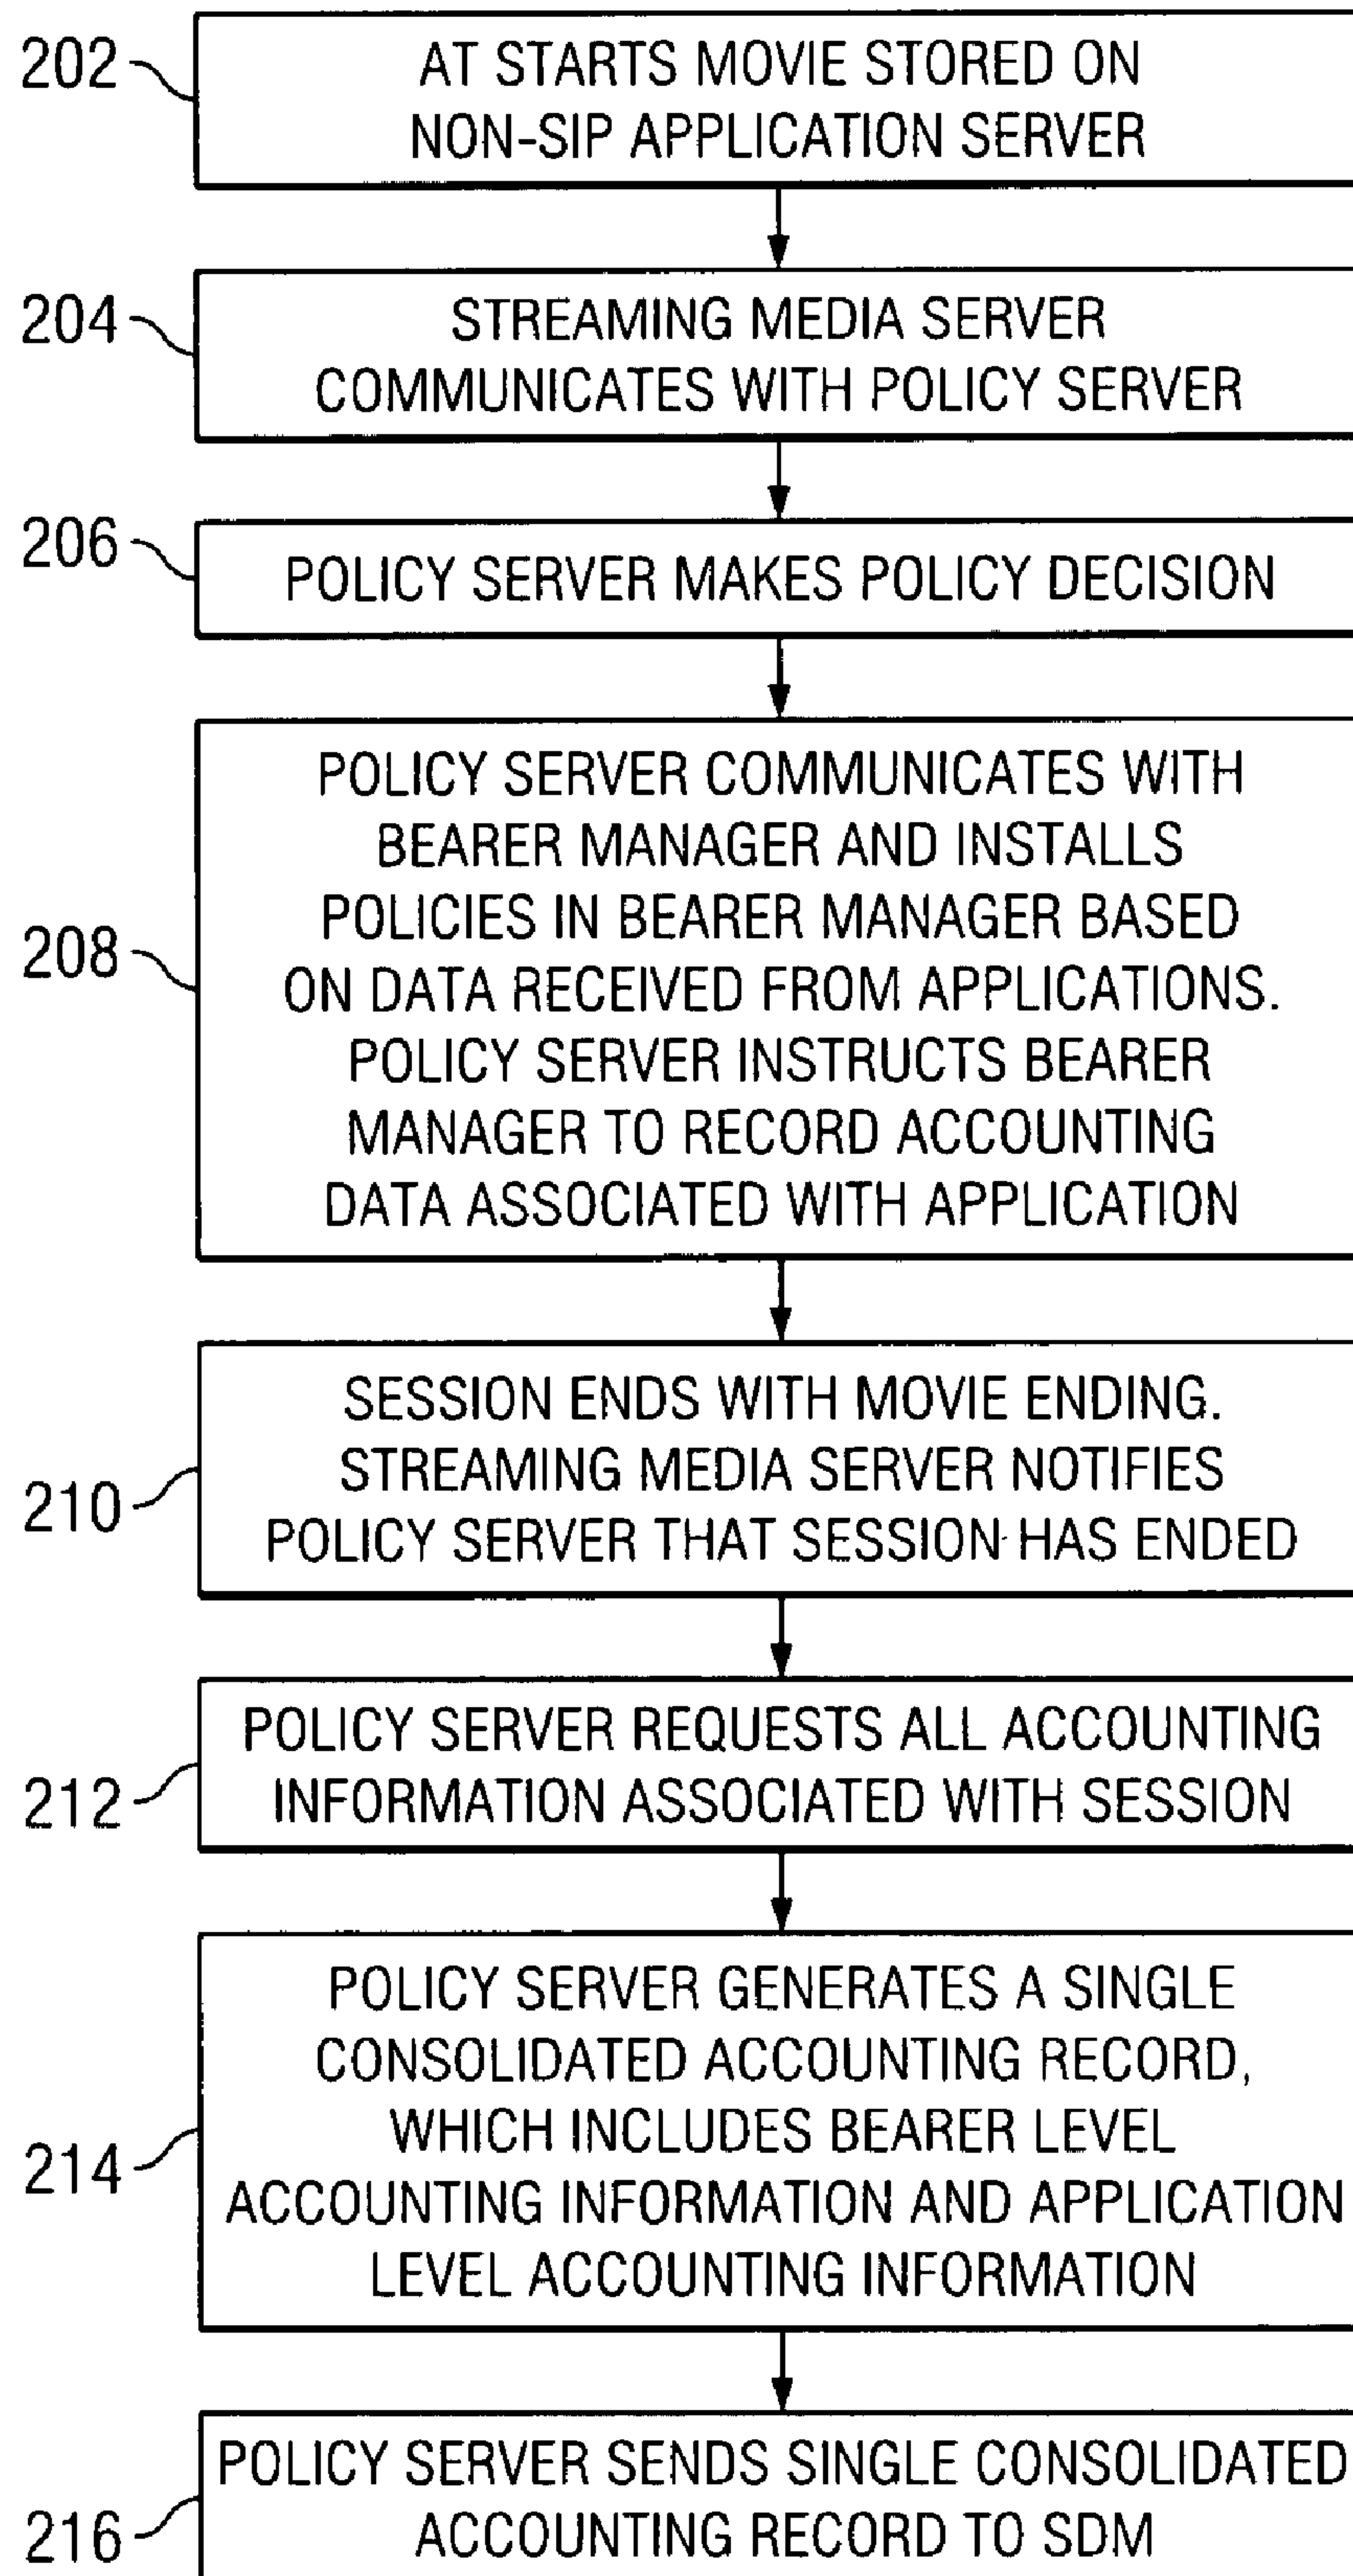 202
AT STARTS MOVIE STORED ON
NON-SIP APPLICATION SERVER
204
STREAMING MEDIA SERVER
COMMUNICATES WITH POLICY SERVER
206
POLICY SERVER MAKES POLICY DECISION
208
POLICY SERVER COMMUNICATES WITH
BEARER MANAGER AND INSTALLS
POLICIES IN BEARER MANAGER BASED
ON DATA RECEIVED FROM APPLICATIONS.
POLICY SERVER INSTRUCTS BEARER
MANAGER TO RECORD ACCOUNTING
DATA ASSOCIATED WITH APPLICATION
210
SESSION ENDS WITH MOVIE ENDING.
STREAMING MEDIA SERVER NOTIFIES
POLICY SERVER THAT SESSION HAS ENDED
212
POLICY SERVER REQUESTS ALL ACCOUNTING
INFORMATION ASSOCIATED WITH SESSION
214
POLICY SERVER GENERATES A SINGLE
CONSOLIDATED ACCOUNTING RECORD,
WHICH INCLUDES BEARER LEVEL
ACCOUNTING INFORMATION AND APPLICATION
LEVEL ACCOUNTING INFORMATION
216
POLICY SERVER SENDS SINGLE CONSOLIDATED
ACCOUNTING RECORD TO SDM